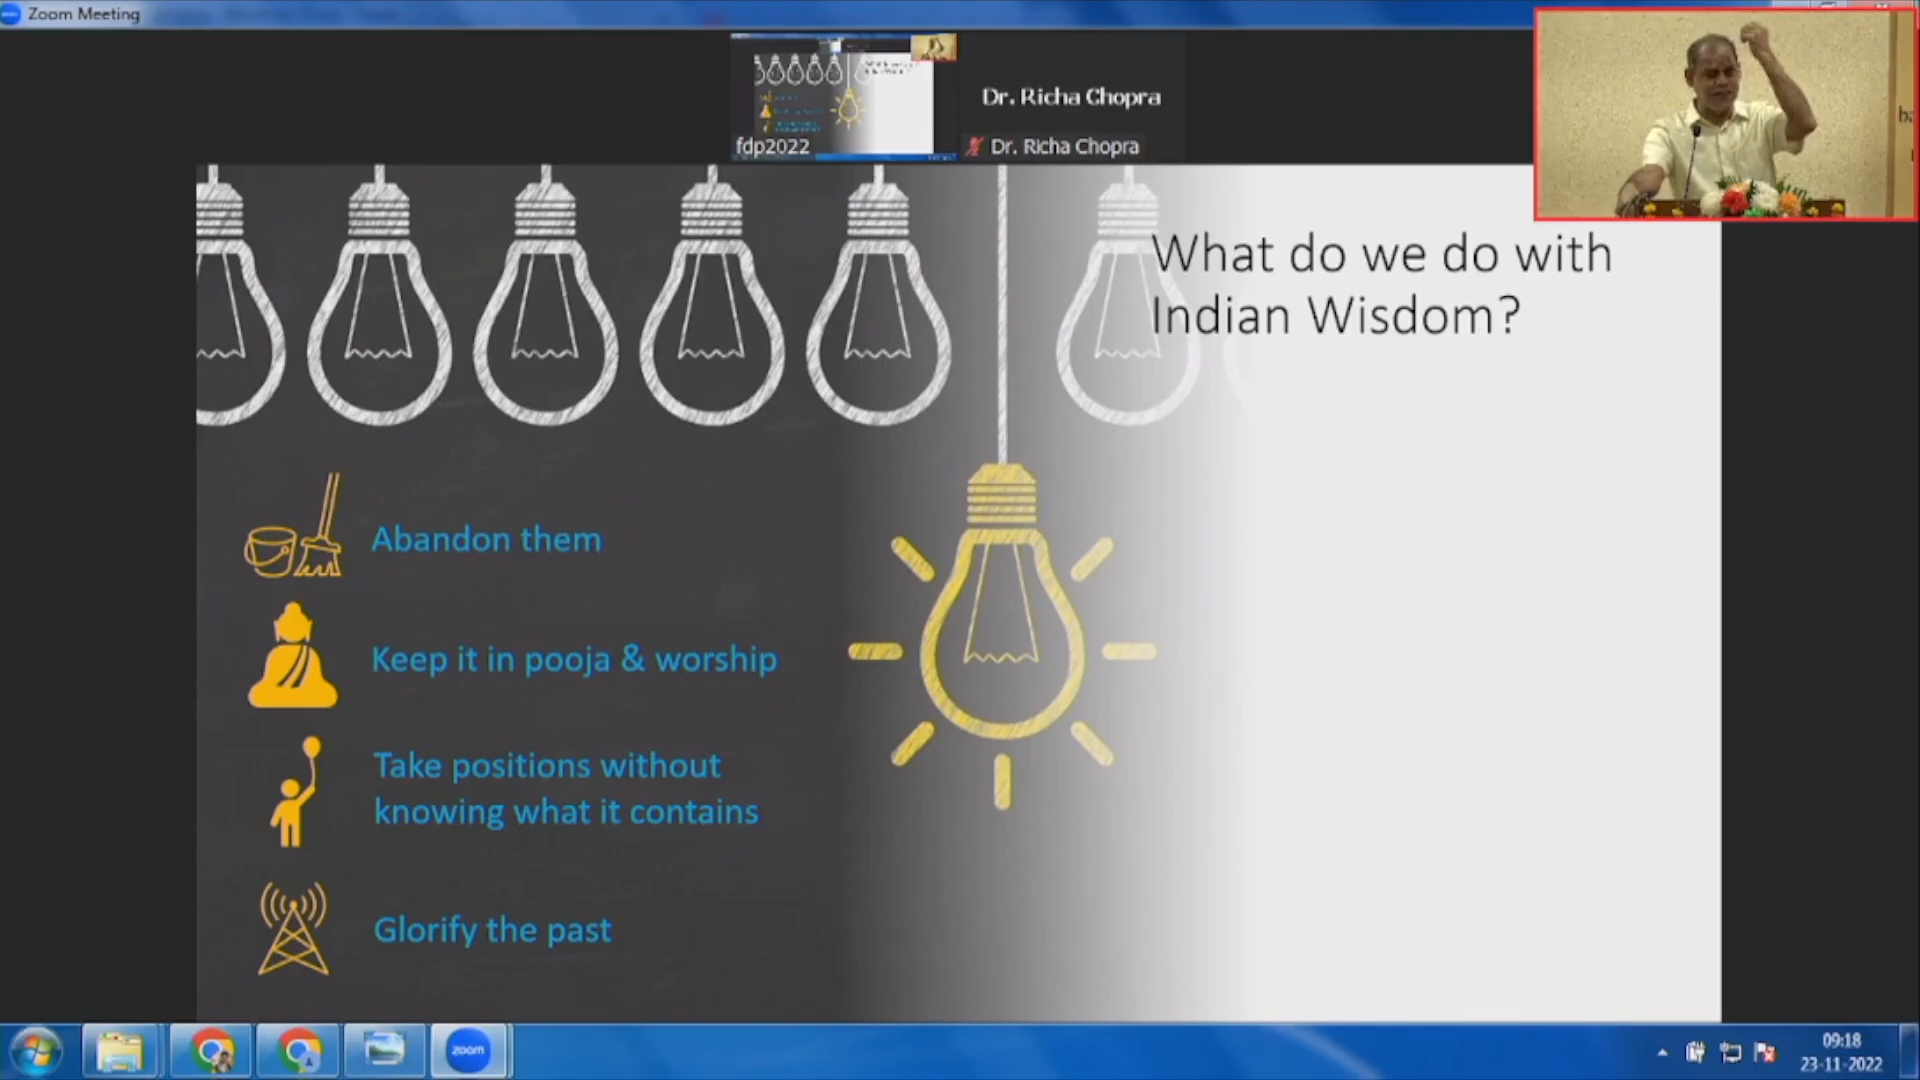 Zoom Meeting
fdp2022
Dr. Richa Chopra
Dr. Richa Chopra
What do we do with
Indian Wisdom?
Abandon them
Keep it in pooja & worship
Take positions without
knowing what it contains
Glorify the past
zoom
09:18
23-11-2022